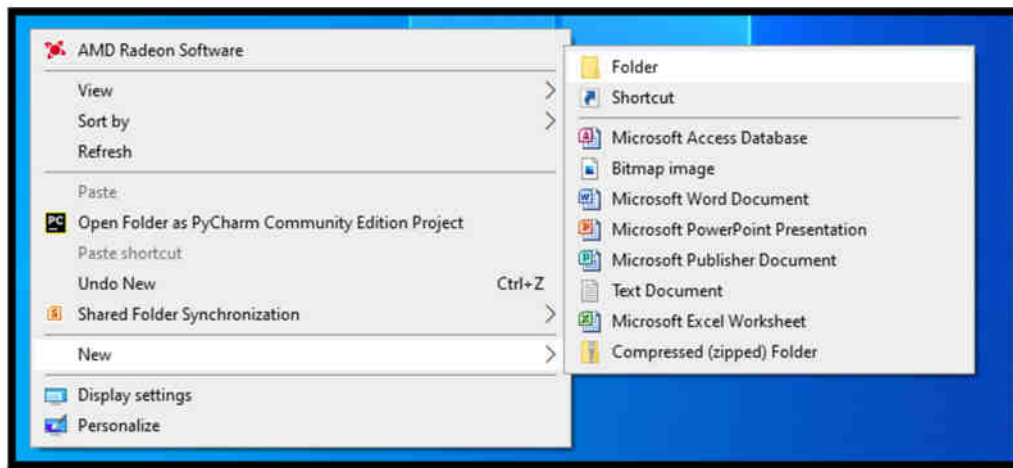 AMD Radeon Software
View
Sort by
Refresh
Paste
PC Open Folder as PyCharm Community Edition Project
Paste shortcut
Undo New Ctrl+Z
S Shared Folder Synchronization
New
Display settings
Personalize
Folder
Shortcut
Microsoft Access Database
Bitmap image
Microsoft Word Document
Microsoft PowerPoint Presentation
Microsoft Publisher Document
Text Document
Microsoft Excel Worksheet
Compressed (zipped) Folder